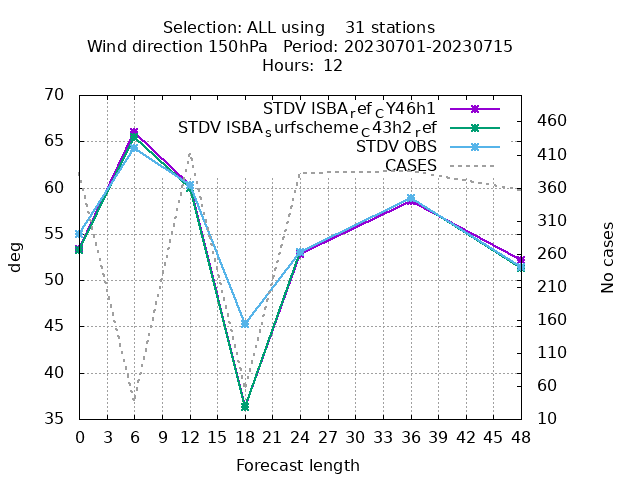 Selection: ALL using 31 stations
Wind direction 150hPa Period: 20230701-20230715
Hours: 12
STDV ISBA_ref_CY46h1
STDV ISBA_surfscheme_C43h2_ref
STDV OBS
CASES
70
65
60
55
50
45
40
35
deg
460
410
360
310
260
210
160
110
60
10
No cases
0 3 6 9 12 15 18 21 24 27 30 33 36 39 42 45 48
Forecast length